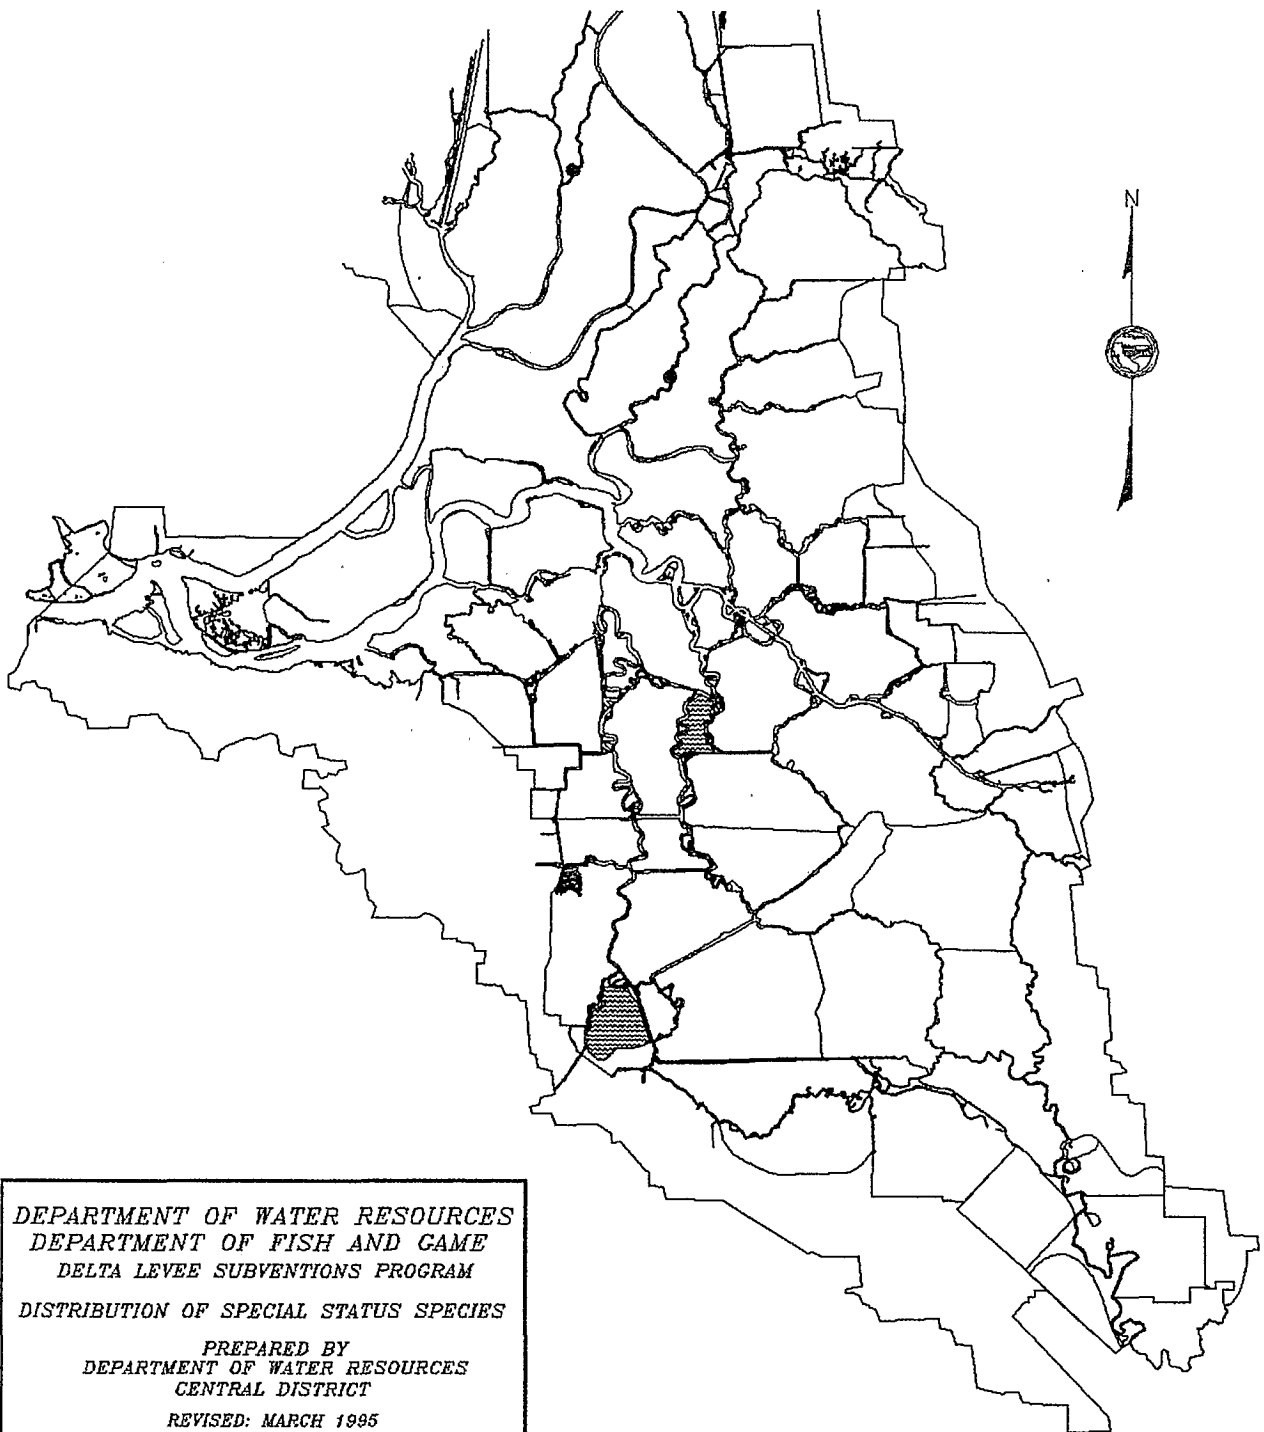 N
DEPARTMENT OF WATER RESOURCES
DEPARTMENT OF FISH AND GAME
DELTA LEVEE SUBVENTIONS PROGRAM
DISTRIBUTION OF SPECIAL STATUS SPECIES
PREPARED BY
DEPARTMENT OF WATER RESOURCES
CENTRAL DISTRICT
REVISED: MARCH 1995